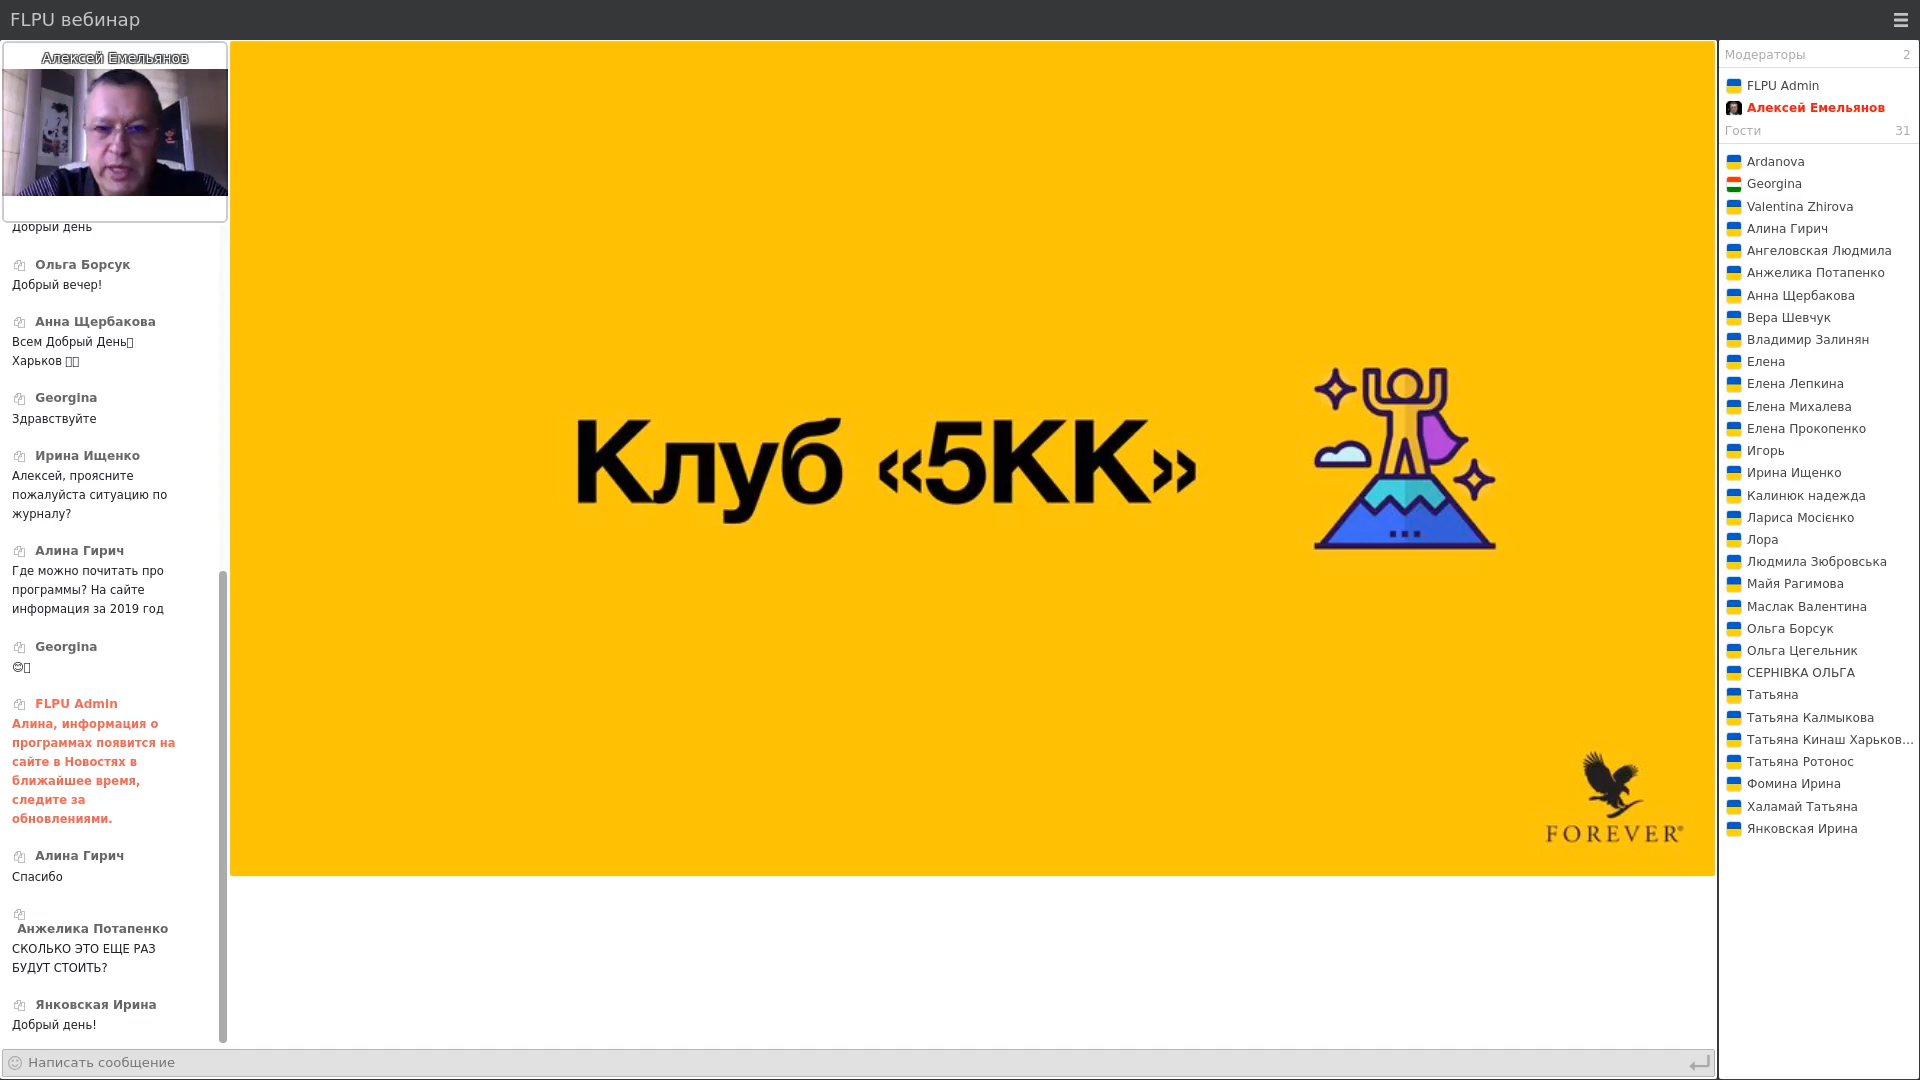 FLPU вебинар
Алексей Емельянов
Добрый день
Ольга Борсук
Добрый вечер!
Анна Щербакова
Всем Добрый День
Харьков
Georgina
Здравствуйте
Ирина Ищенко
Алексей, проясните
пожалуйста ситуацию по
журналу?
Алина Гирич
Где можно почитать про
программы? На сайте
информация за 2019 год
Georgina
😊
FLPU Admin
Алина, информация о
программах появится на
сайте в Новостях в
ближайшее время,
следите за
обновлениями.
Алина Гирич
Спасибо
Анжелика Потапенко
СКОЛЬКО ЭТО ЕЩЕ РАЗ
БУДУТ СТОИТЬ?
Янковская Ирина
Добрый день!
Написать сообщение
Клуб «5КК»
FOREVER®
Модераторы 2
FLPU Admin
Алексей Емельянов
Гости 31
Ardanova
Georgina
Valentina Zhirova
Алина Гирич
Ангеловская Людмила
Анжелика Потапенко
Анна Щербакова
Вера Шевчук
Владимир Залинян
Елена
Елена Лепкина
Елена Михалева
Елена Прокопенко
Игорь
Ирина Ищенко
Калинюк надежда
Лариса Мосієнко
Лора
Людмила Зюбровська
Майя Рагимова
Маслак Валентина
Ольга Борсук
Ольга Цегельник
СЕРНІВКА ОЛЬГА
Татьяна
Татьяна Калмыкова
Татьяна Кинаш Харьков...
Татьяна Ротонос
Фомина Ирина
Халамай Татьяна
Янковская Ирина